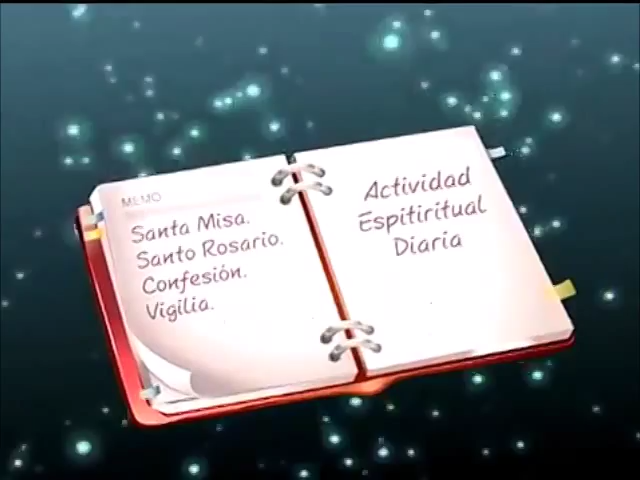 MEMO
Santa Misa.
Santo Rosario.
Confesión.
Vigilia.
Actividad
Espitiritual
Diaria